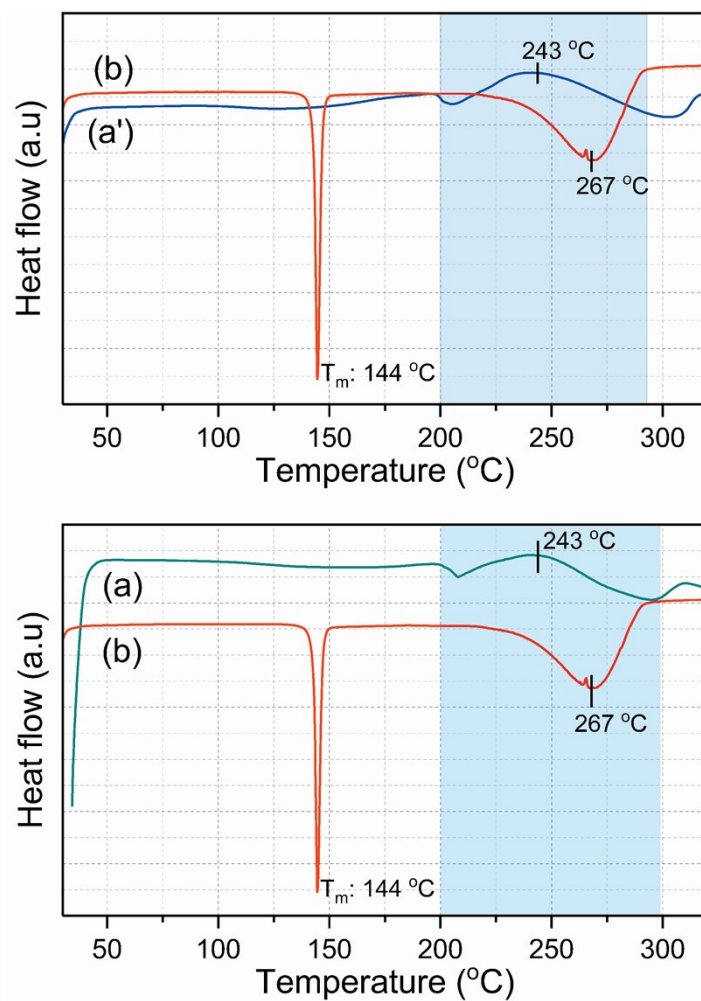 243 °C
(b)
(a')
267 °C
Tm: 144 °C
Heat flow (a.u)
50 100 150 200 250 300
Temperature (°C)
243 °C
(a)
(b)
267 °C
Tm: 144 °C
Heat flow (a.u)
50 100 150 200 250 300
Temperature (°C)